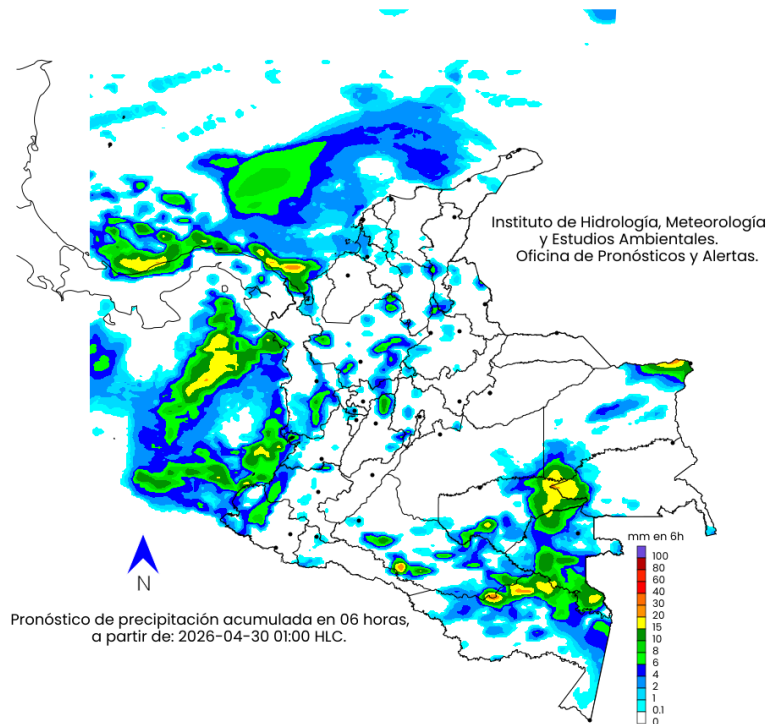 Instituto de Hidrología, Meteorología
y Estudios Ambientales.
Oficina de Pronósticos y Alertas.
mm en 6h
100
80
60
40
30
20
15
10
8
6
4
2
1
0.1
0
N
Pronóstico de precipitación acumulada en 06 horas,
a partir de: 2026-04-30 01:00 HLC.